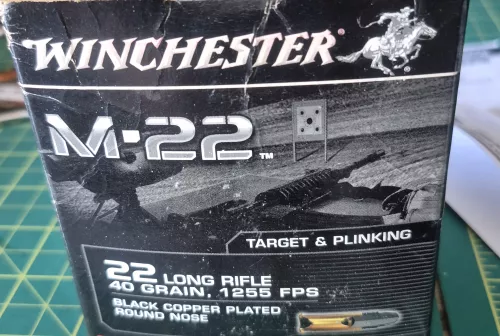 WINCHESTER®
M-22™
TARGET & PLINKING
22 LONG RIFLE
40 GRAIN, 1255 FPS
BLACK COPPER PLATED
ROUND NOSE